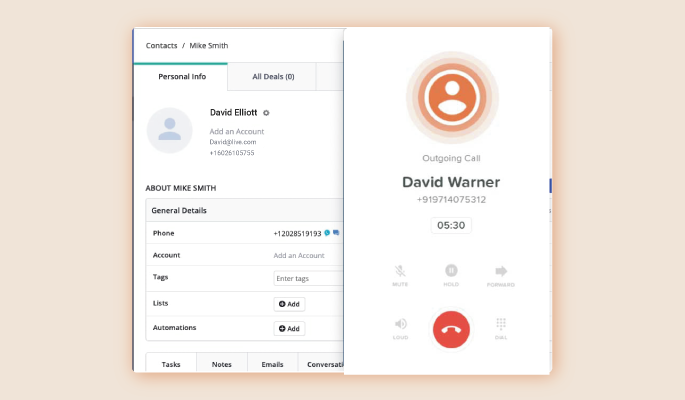 Contacts / Mike Smith
Personal Info
All Deals (0)
David Elliott
Add an Account
David@live.com
+16026105755
ABOUT MIKE SMITH
General Details
Phone
+12028519193
Account
Add an Account
Tags
Enter tags
Lists
Add
Automations
Add
Tasks
Notes
Emails
Conversati
Outgoing Call
David Warner
+919714075312
05:30
MUTE
HOLD
FORWARD
LOUD
DIAL